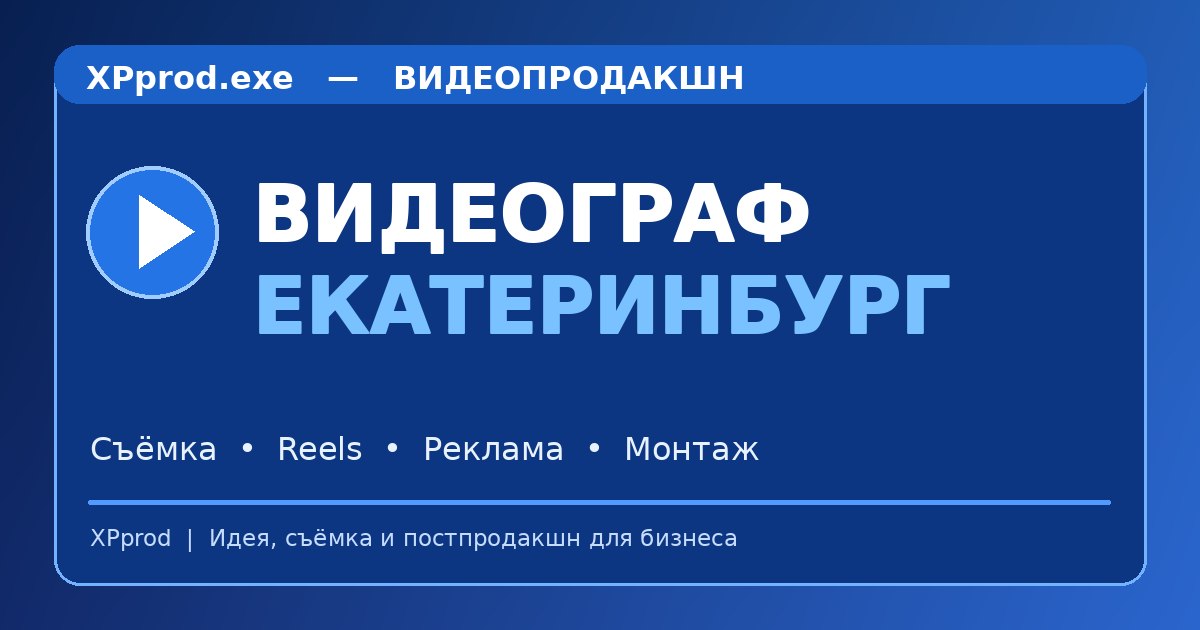 XPprod.exe — ВИДЕОПРОДАКШН
ВИДЕОГРАФ
ЕКАТЕРИНБУРГ
Съёмка • Reels • Реклама • Монтаж
XPprod | Идея, съёмка и постпродакшн для бизнеса